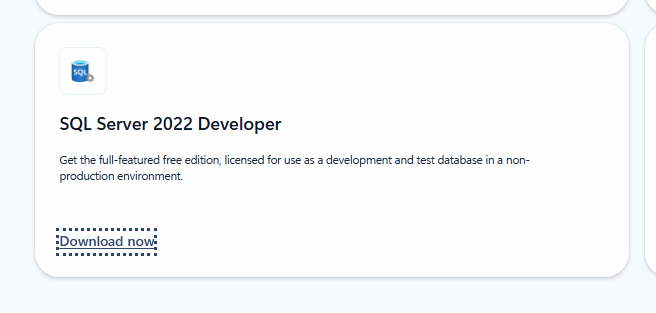 SQL
SQL Server 2022 Developer
Get the full-featured free edition, licensed for use as a development and test database in a non-
production environment.
Download now